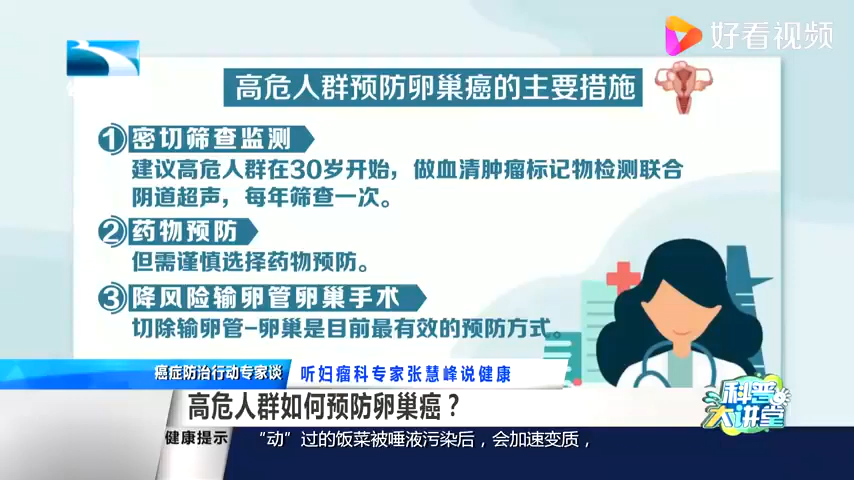 好看视频
高危人群预防卵巢癌的主要措施
①密切筛查监测
建议高危人群在30岁开始，做血清肿瘤标记物检测联合
阴道超声，每年筛查一次。
②药物预防
但需谨慎选择药物预防。
③降风险输卵管卵巢手术
切除输卵管-卵巢是目前最有效的预防方式。
癌症防治行动专家谈
听妇瘤科专家张慧峰说健康
高危人群如何预防卵巢癌？
科普
大讲堂
健康提示
“动”过的饭菜被唾液污染后，会加速变质，